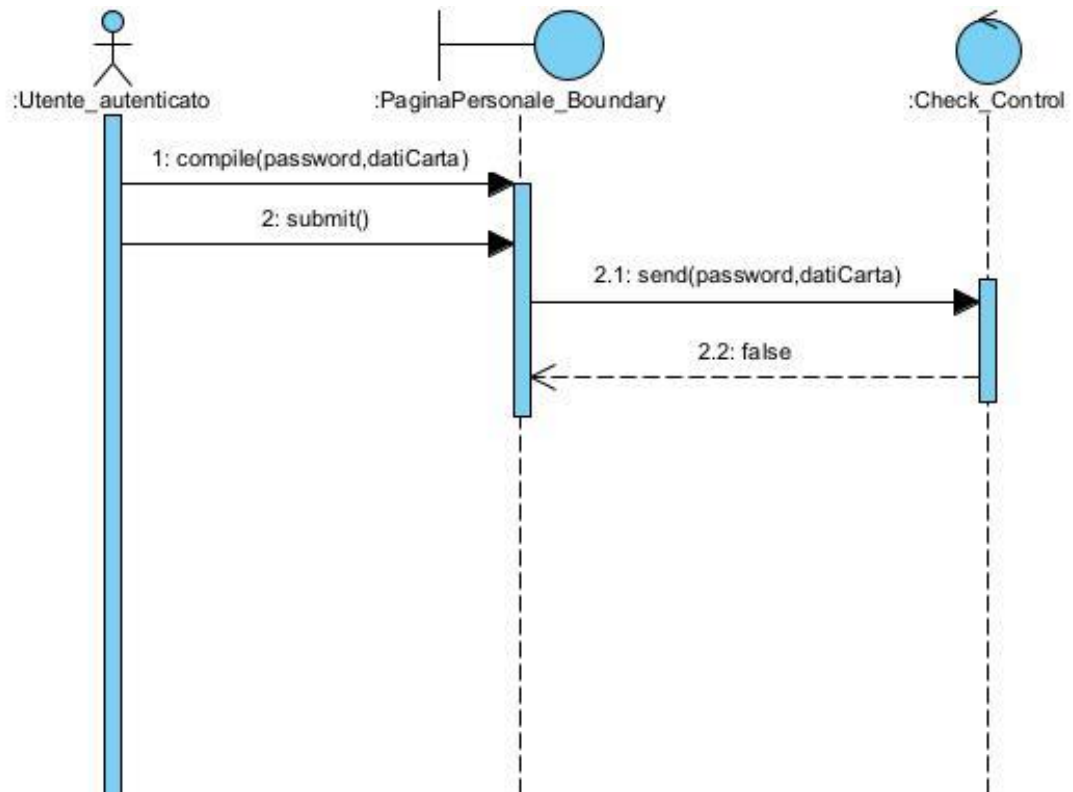 :Utente_autenticato
:PaginaPersonale_Boundary
:Check_Control
1: compile(password,datiCarta)
2: submit()
2.1: send(password,datiCarta)
2.2: false